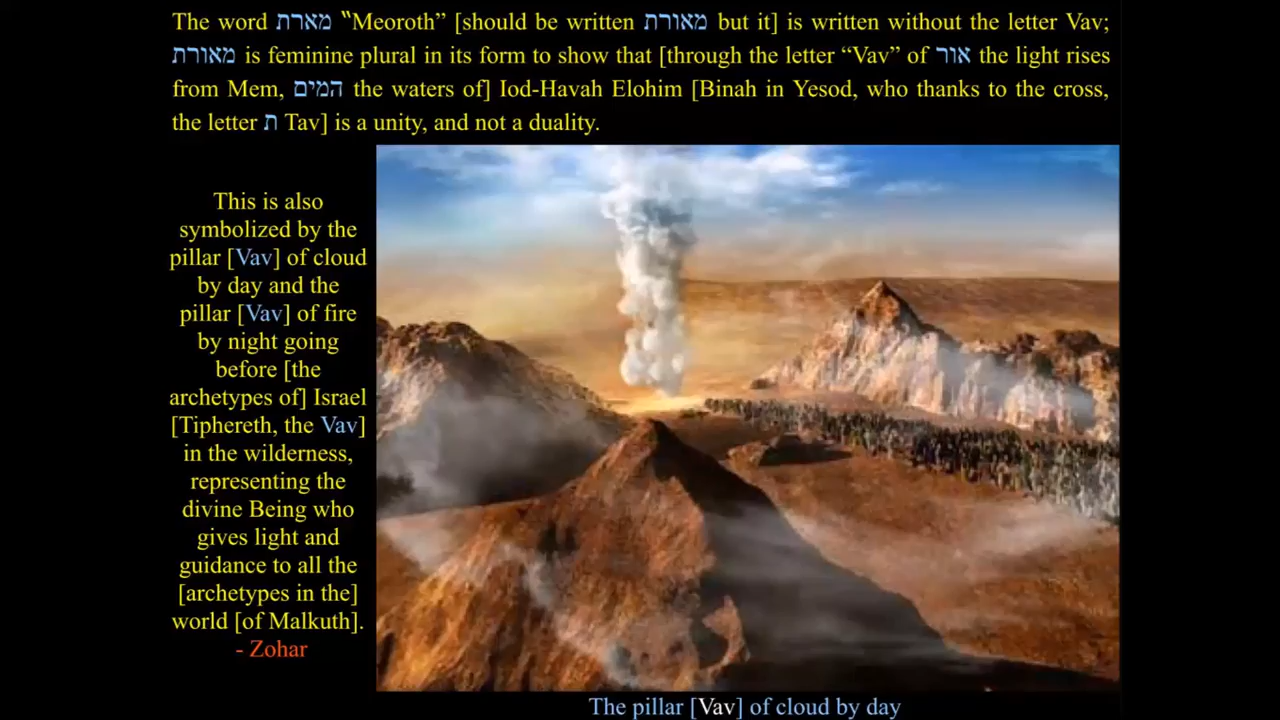 The word מארת “Meoroth” [should be written מאורת but it] is written without the letter Vav;
מאורת is feminine plural in its form to show that [through the letter “Vav” of אור the light rises
from Mem, המים the waters of] Iod-Havah Elohim [Binah in Yesod, who thanks to the cross,
the letter ת Tav] is a unity, and not a duality.
This is also
symbolized by the
pillar [Vav] of cloud
by day and the
pillar [Vav] of fire
by night going
before [the
archetypes of] Israel
[Tiphereth, the Vav]
in the wilderness,
representing the
divine Being who
gives light and
guidance to all the
[archetypes in the]
world [of Malkuth].
- Zohar
The pillar [Vav] of cloud by day